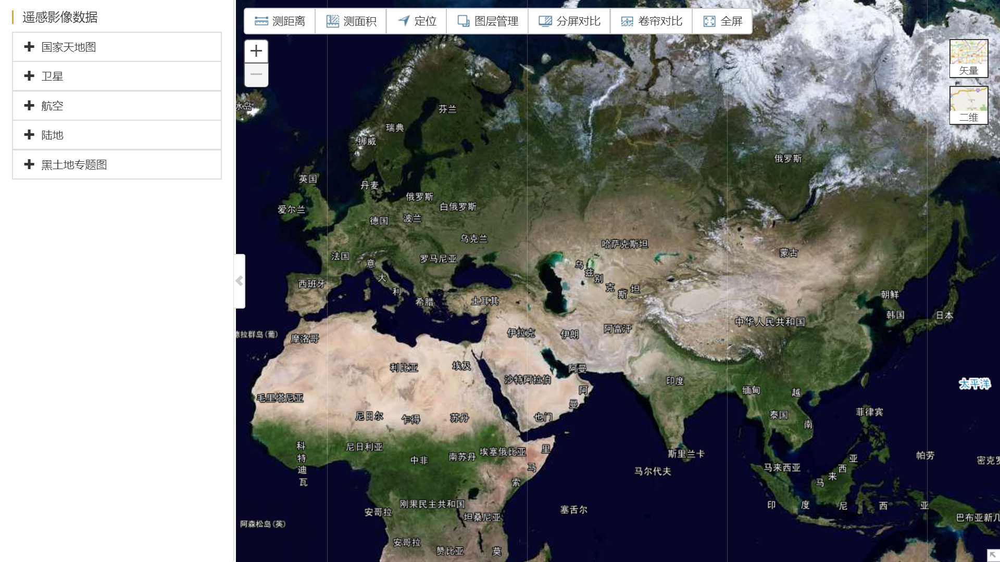 遥感影像数据
国家天地图
卫星
航空
陆地
黑土地专题图
测距离
测面积
定位
图层管理
分屏对比
卷帘对比
全屏
矢量
二维
冰岛
芬兰
瑞典
挪威
俄罗斯
英国
丹麦
俄罗斯
白俄罗斯
爱尔兰
德国
波兰
乌克兰
哈萨克斯坦
蒙古
法国
罗马尼亚
意大利
乌兹别克斯坦
西班牙
希腊
土耳其
朝鲜
韩国
日本
中华人民共和国
德拉群岛(葡)
摩洛哥
伊拉克
伊朗
阿富汗
利比亚
埃及
阿曼
沙特阿拉伯
印度
缅甸
越南
太平洋
毛里塔尼亚
阿曼
尼日尔
乍得
苏丹
也门
泰国
菲律宾
科特迪瓦
尼日利亚
中非
南苏丹
埃塞俄比亚
索马里
斯里兰卡
马尔代夫
马来西亚
马来西亚
帕劳
密克罗
安哥拉
刚果民主共和国
坦桑尼亚
塞舌尔
印度尼西亚
巴布亚新几
阿森松岛(英)
安哥拉
赞比亚
莫